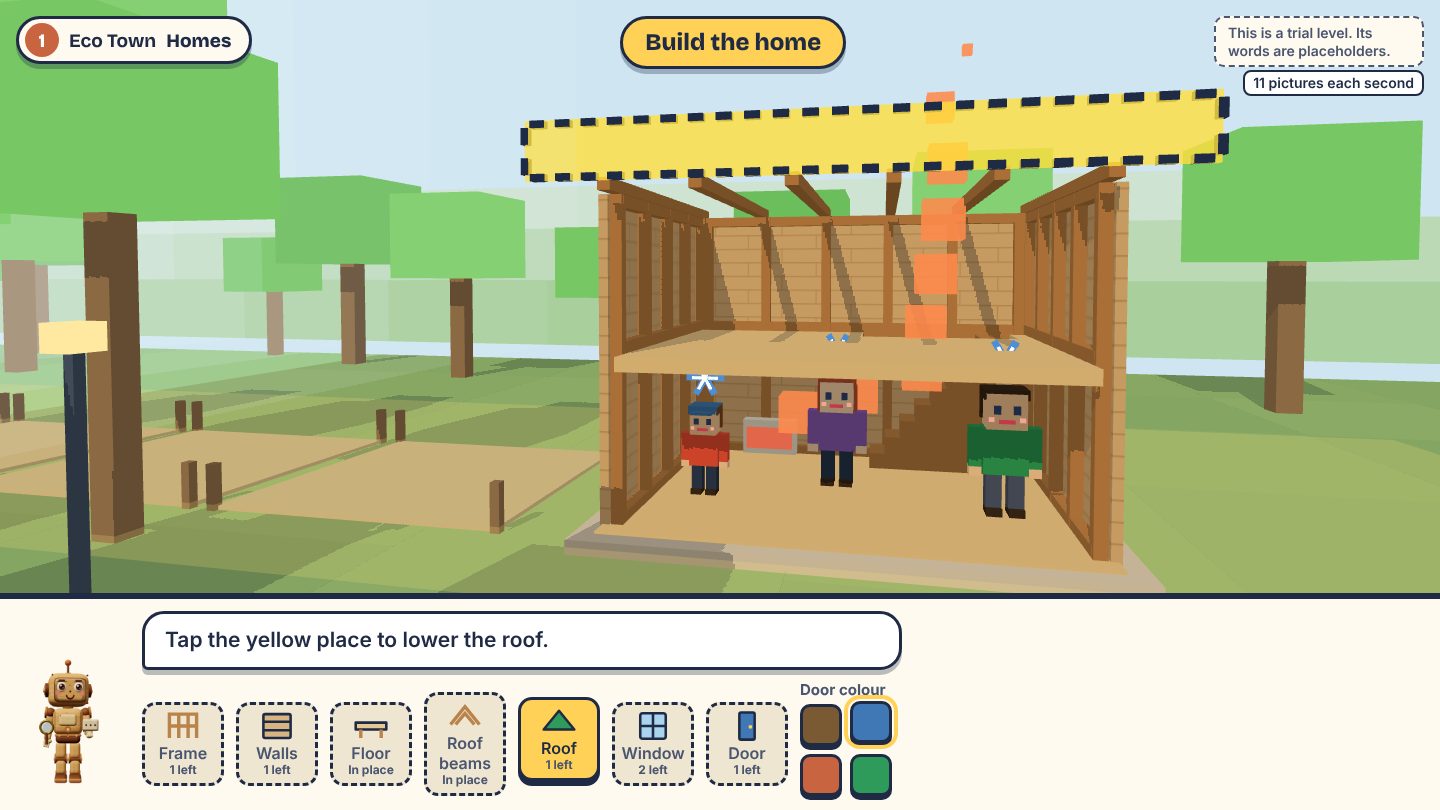 1 Eco Town Homes
Build the home
This is a trial level. Its
words are placeholders.
11 pictures each second
Tap the yellow place to lower the roof.
Frame
1 left
Walls
1 left
Floor
In place
Roof
beams
In place
Roof
1 left
Window
2 left
Door
1 left
Door colour